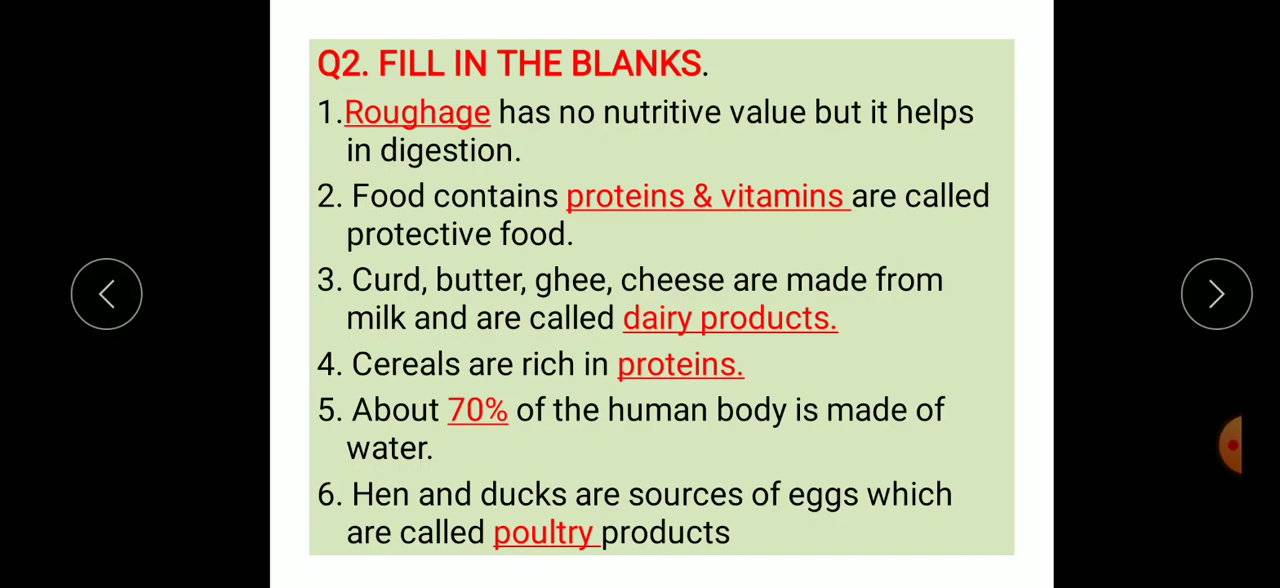 Q2. FILL IN THE BLANKS.
1.Roughage has no nutritive value but it helps
in digestion.
2. Food contains proteins & vitamins are called
protective food.
3. Curd, butter, ghee, cheese are made from
milk and are called dairy products.
4. Cereals are rich in proteins.
5. About 70% of the human body is made of
water.
6. Hen and ducks are sources of eggs which
are called poultry products